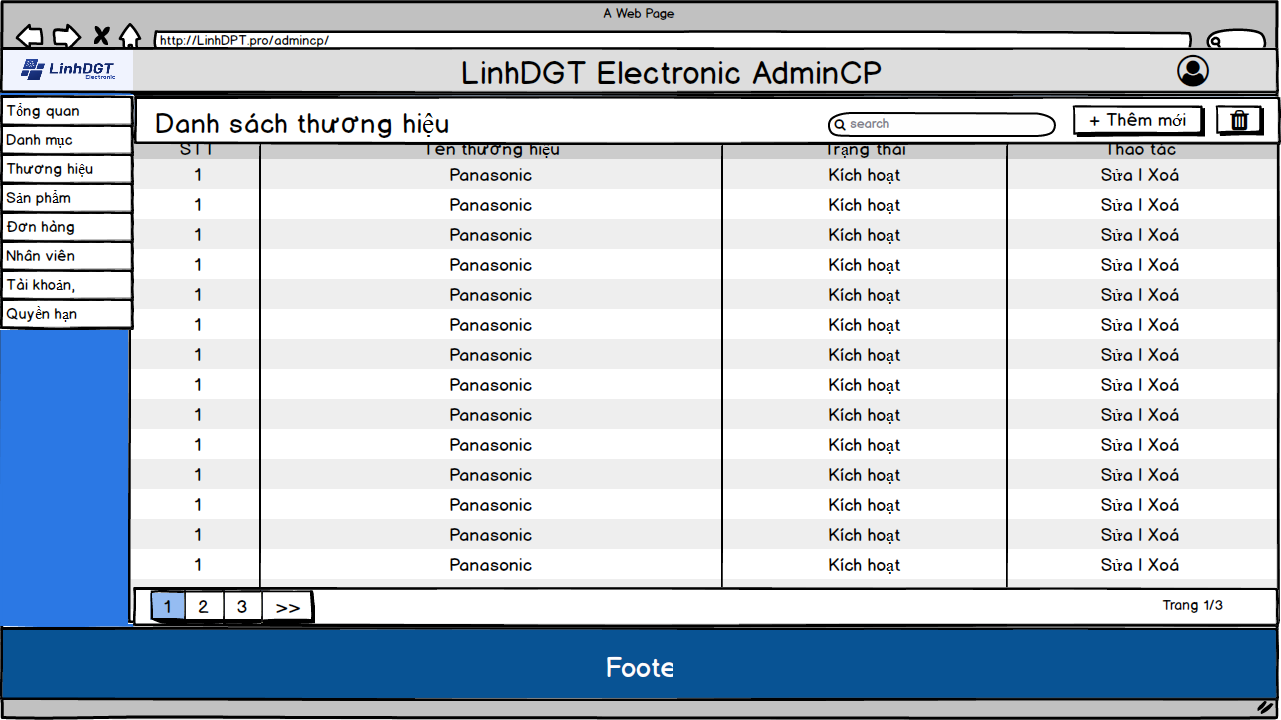 A Web Page
http://LinhDPT.pro/admincp/
LinhDGT
Electronic
LinhDGT Electronic AdminCP
Tổng quan
Danh mục
Thương hiệu
Sản phẩm
Đơn hàng
Nhân viên
Tài khoản,
Quyền hạn
Danh sách thương hiệu
search
+ Thêm mới
STT Tên thương hiệu Trạng thái Thao tác
1 Panasonic Kích hoạt Sửa | Xoá
1 Panasonic Kích hoạt Sửa | Xoá
1 Panasonic Kích hoạt Sửa | Xoá
1 Panasonic Kích hoạt Sửa | Xoá
1 Panasonic Kích hoạt Sửa | Xoá
1 Panasonic Kích hoạt Sửa | Xoá
1 Panasonic Kích hoạt Sửa | Xoá
1 Panasonic Kích hoạt Sửa | Xoá
1 Panasonic Kích hoạt Sửa | Xoá
1 Panasonic Kích hoạt Sửa | Xoá
1 Panasonic Kích hoạt Sửa | Xoá
1 Panasonic Kích hoạt Sửa | Xoá
1 Panasonic Kích hoạt Sửa | Xoá
1 Panasonic Kích hoạt Sửa | Xoá
1 2 3 >> Trang 1/3
Foote